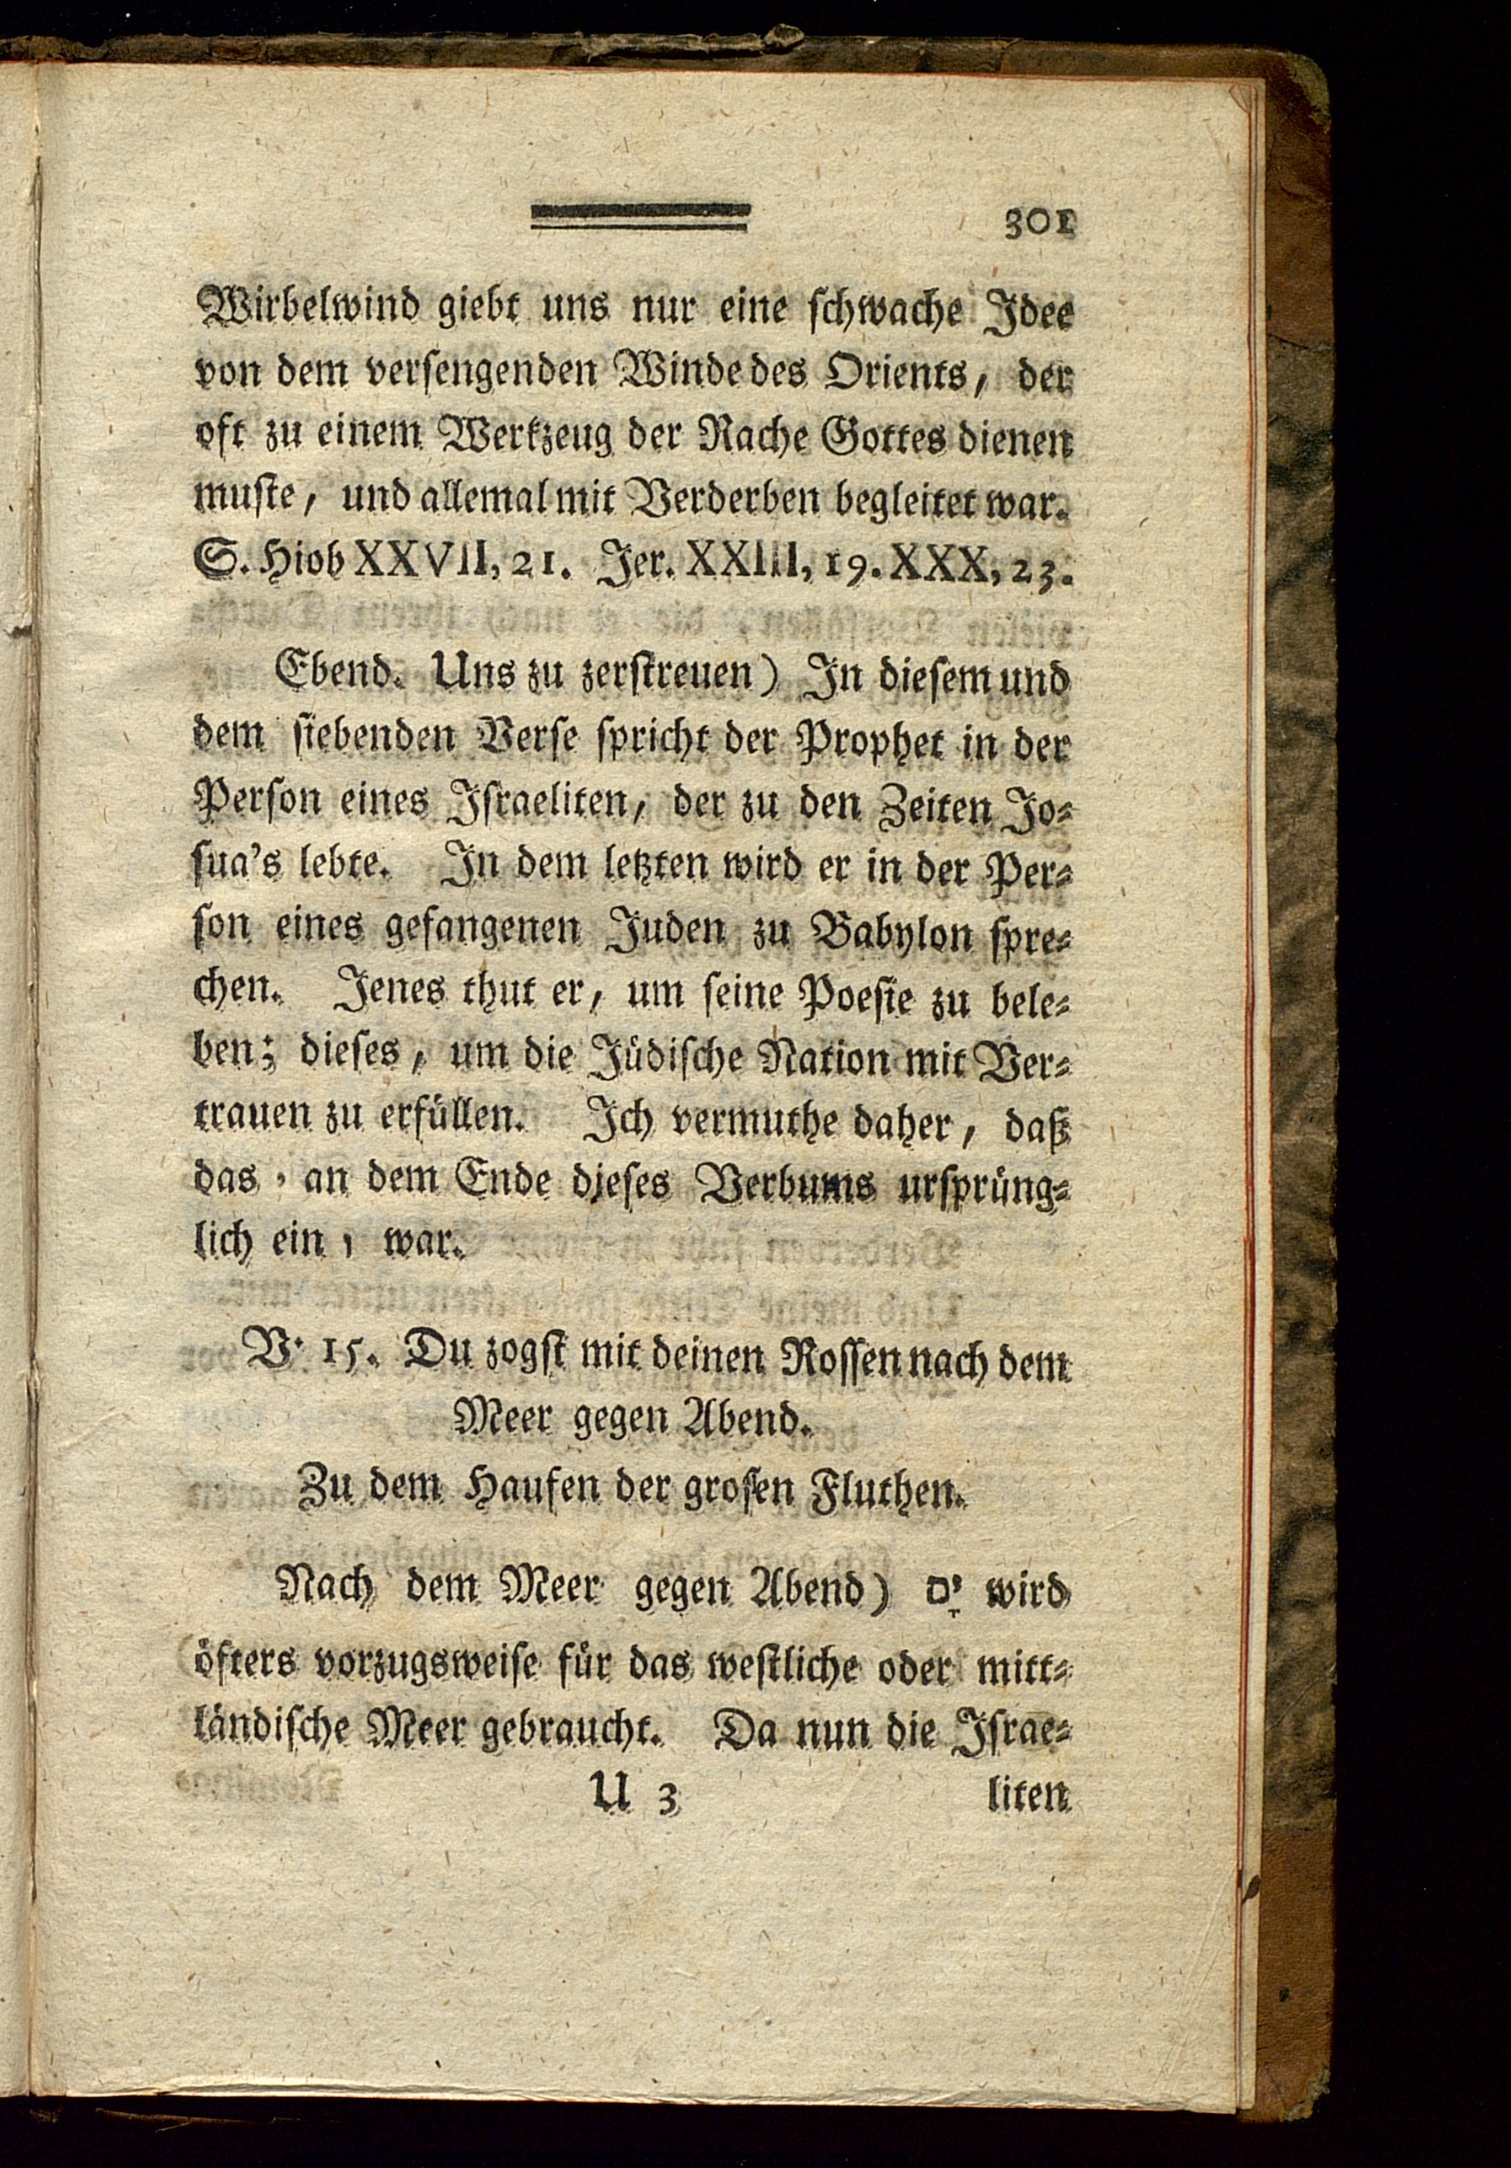 301
Wirbelwind giebt uns nur eine ſchwache Idee
von dem verſengenden Winde des Orients, der
oft zu einem Werkzeug der Rache Gottes dienen
muſte, und allemal mit Verderben begleitet war.
S. Hiob XXVII, 21. Jer. XXIII, 19. XXX, 23.
Ebend. Uns zu zerſtreuen) In dieſem und
dem ſiebenden Verſe ſpricht der Prophet in der
Perſon eines Iſraeliten, der zu den Zeiten Jo⸗
ſua's lebte. In dem letzten wird er in der Per⸗
ſon eines gefangenen Juden zu Babylon ſpre⸗
chen. Jenes thut er, um ſeine Poeſie zu bele⸗
ben; dieſes, um die Jüdiſche Nation mit Ver⸗
trauen zu erfüllen. Ich vermuthe daher, daß
das י an dem Ende dieſes Verbums urſprüng⸗
lich ein ו war.
V. 15. Du zogſt mit deinen Roſſen nach dem
Meer gegen Abend.
Zu dem Haufen der groſen Fluthen.
Nach dem Meer gegen Abend) יָם wird
öfters vorzugsweiſe für das weſtliche oder mitt⸗
ländiſche Meer gebraucht. Da nun die Iſrae⸗
U 3 liten